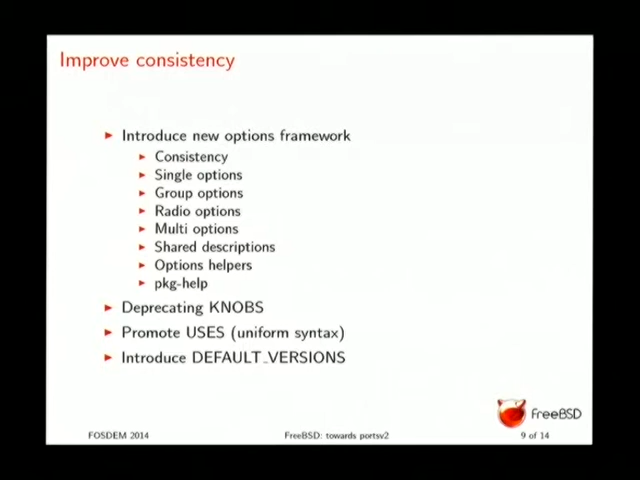 Improve consistency
Introduce new options framework
Consistency
Single options
Group options
Radio options
Multi options
Shared descriptions
Options helpers
pkg-help
Deprecating KNOBS
Promote USES (uniform syntax)
Introduce DEFAULT_VERSIONS
FreeBSD
FOSDEM 2014
FreeBSD: towards portsv2
9 of 14